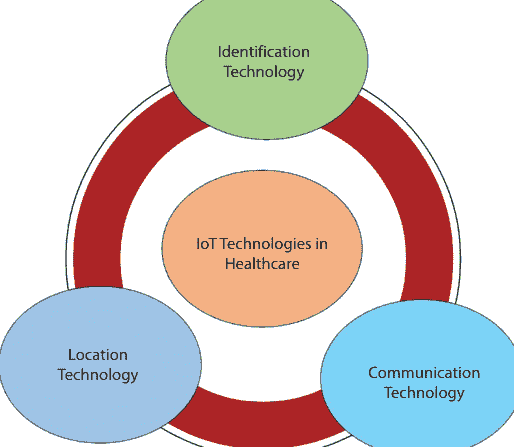 Identification
Technology
IoT Technologies in
Healthcare
Location
Technology
Communication
Technology